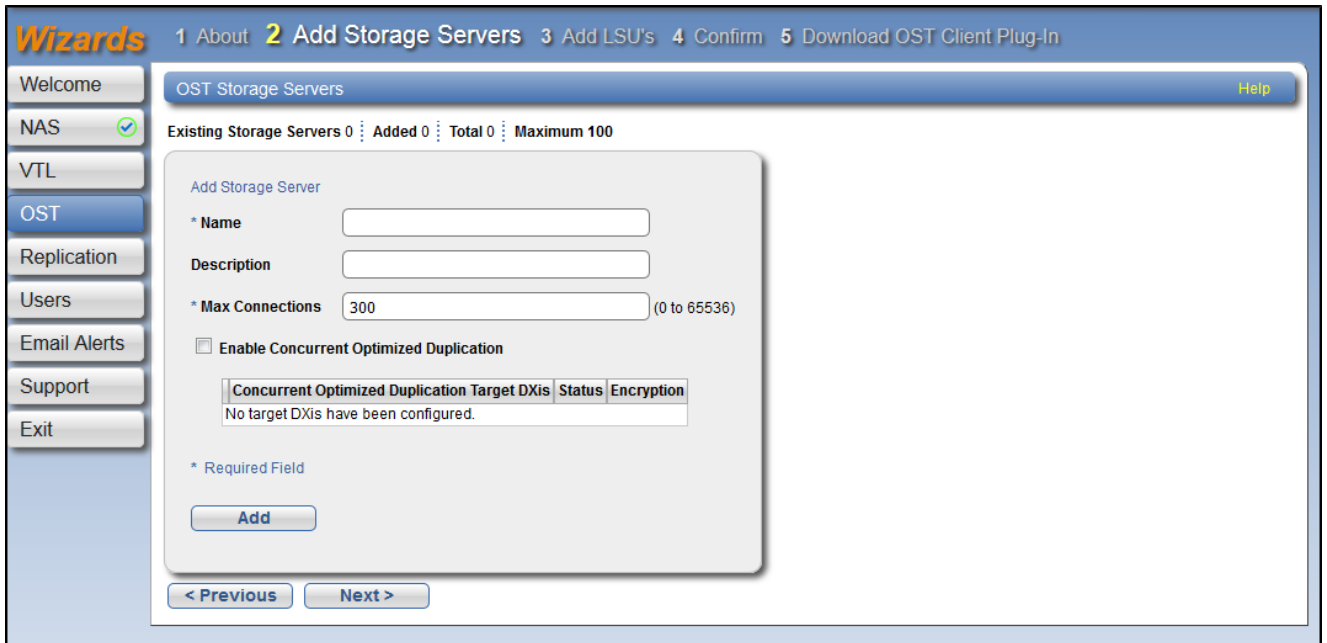 Wizards 1 About 2 Add Storage Servers 3 Add LSU's 4 Confirm 5 Download OST Client Plug-In
Welcome
NAS
VTL
OST
Replication
Users
Email Alerts
Support
Exit
OST Storage Servers Help
Existing Storage Servers 0 Added 0 Total 0 Maximum 100
Add Storage Server
* Name
Description
* Max Connections 300 (0 to 65536)
Enable Concurrent Optimized Duplication
Concurrent Optimized Duplication Target DXis Status Encryption
No target DXis have been configured.
* Required Field
Add
< Previous Next >